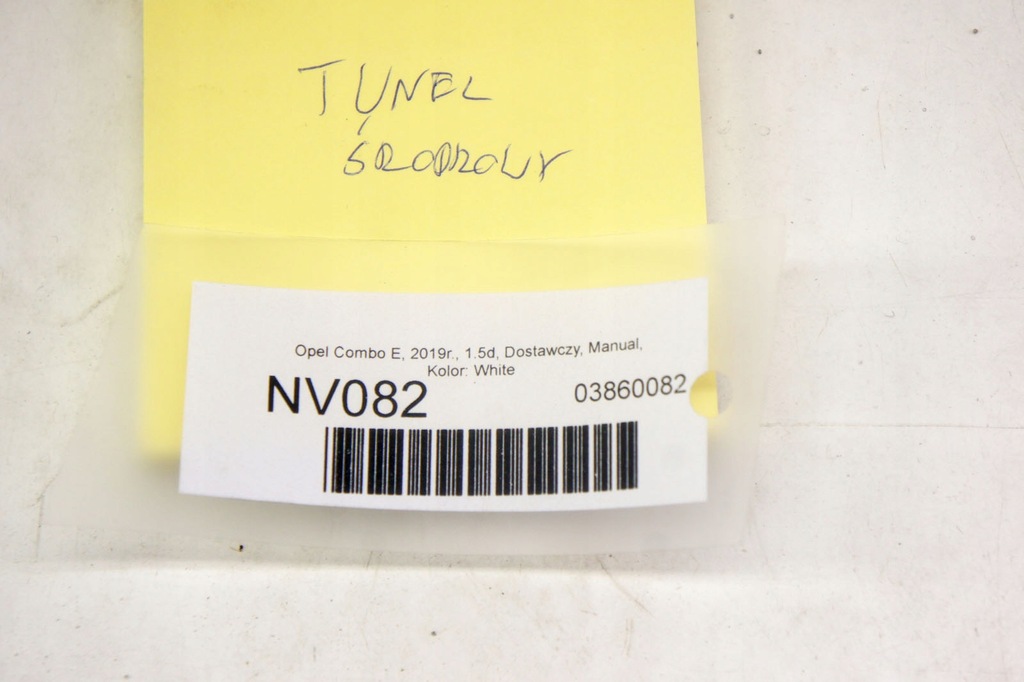 TUNEL
ŚRODKOWY
Opel Combo E, 2019r., 1.5d, Dostawczy, Manual,
Kolor: White
NV082
03860082